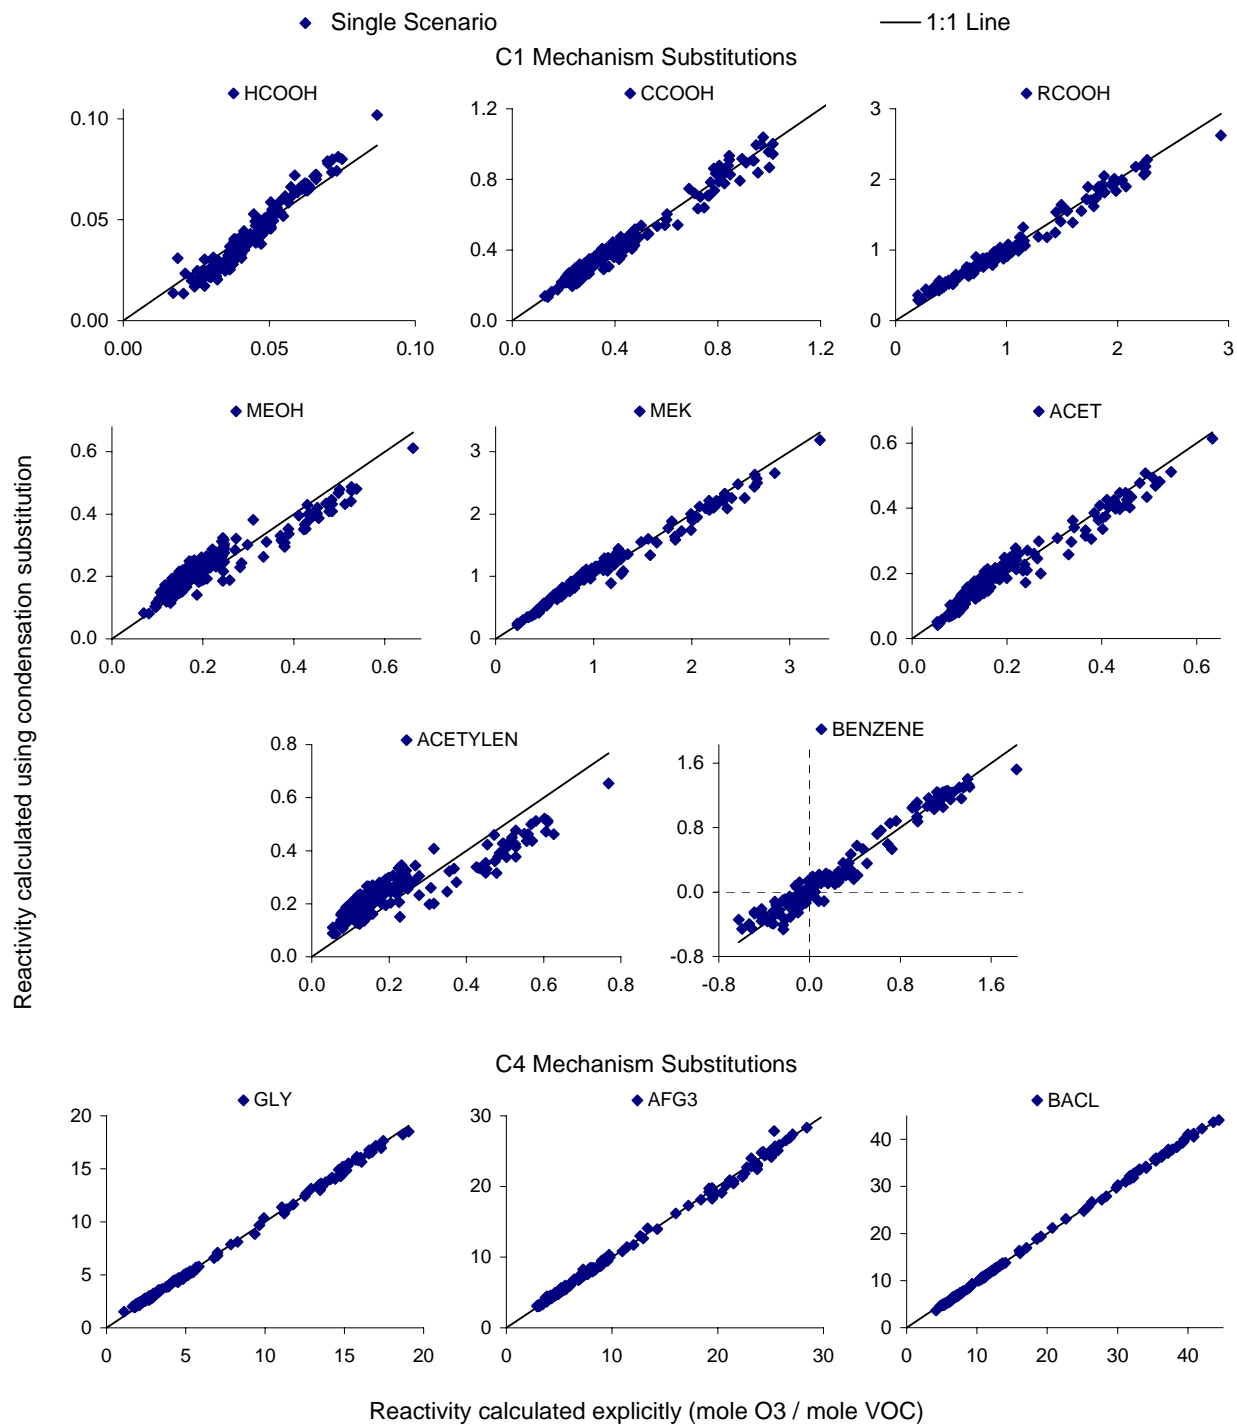 Single Scenario 1:1 Line
C1 Mechanism Substitutions
HCOOH CCOOH RCOOH
0.10 1.2 3
0.8 2
0.05
0.4 1
0.00 0.0 0
0.00 0.05 0.10 0.0 0.4 0.8 1.2 0 1 2 3
MEOH MEK ACET
0.6 3 0.6
0.4 2 0.4
0.2 1 0.2
0.0 0 0.0
0.0 0.2 0.4 0.6 0 1 2 3 0.0 0.2 0.4 0.6
Reactivity calculated using condensation substitution
ACETYLEN BENZENE
0.8 1.6
0.6
0.8
0.4
0.0
0.2
0.0 -0.8
0.0 0.2 0.4 0.6 0.8 -0.8 0.0 0.8 1.6
C4 Mechanism Substitutions
GLY AFG3 BACL
20 30 40
15 20 30
10 20
5 10 10
0 0 0
0 5 10 15 20 0 10 20 30 0 10 20 30 40
Reactivity calculated explicitly (mole O3 / mole VOC)